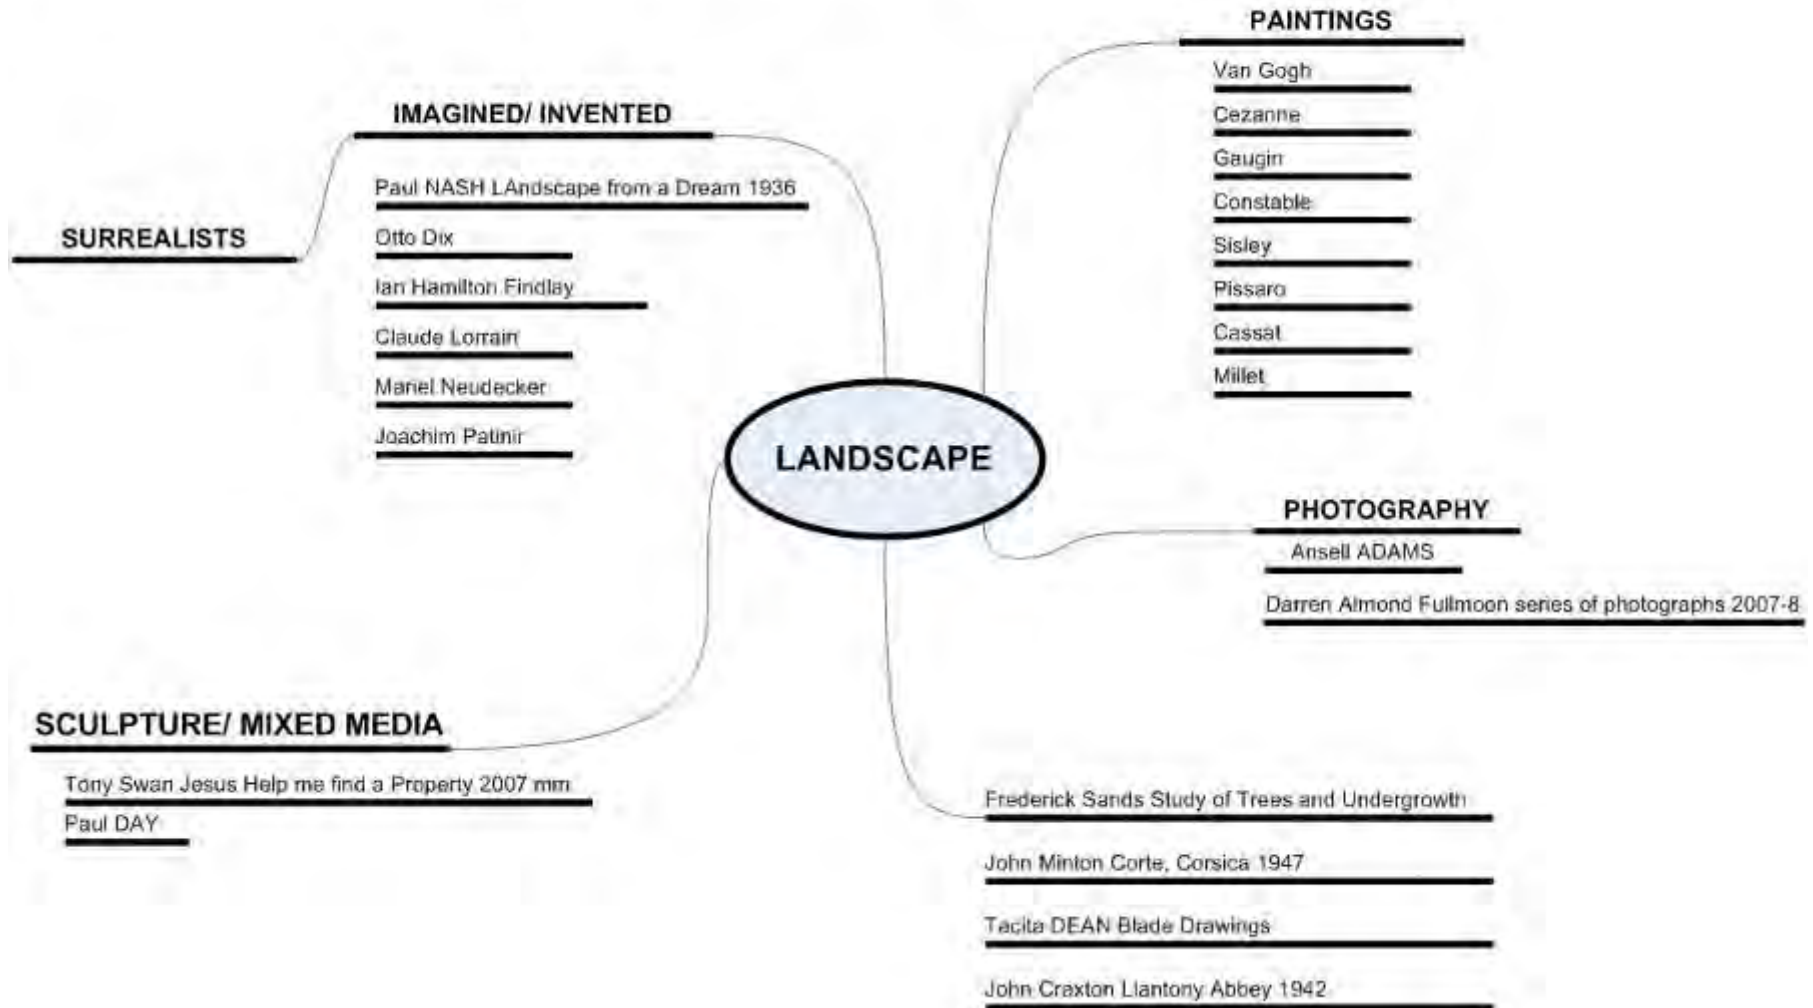 PAINTINGS
Van Gogh
Cezanne
Gaugin
Constable
Sisley
Pissaro
Cassat
Millet
IMAGINED/ INVENTED
Paul NASH LAndscape from a Dream 1936
Otto Dix
Ian Hamilton Findlay
Claude Lorrain
Mariel Neudecker
Joachim Patinir
SURREALISTS
LANDSCAPE
PHOTOGRAPHY
Ansell ADAMS
Darren Almond Fullmoon series of photographs 2007-8
SCULPTURE/ MIXED MEDIA
Tony Swan Jesus Help me find a Property 2007 mm
Paul DAY
Frederick Sands Study of Trees and Undergrowth
John Minton Corte, Corsica 1947
Tacita DEAN Blade Drawings
John Craxton Llantony Abbey 1942